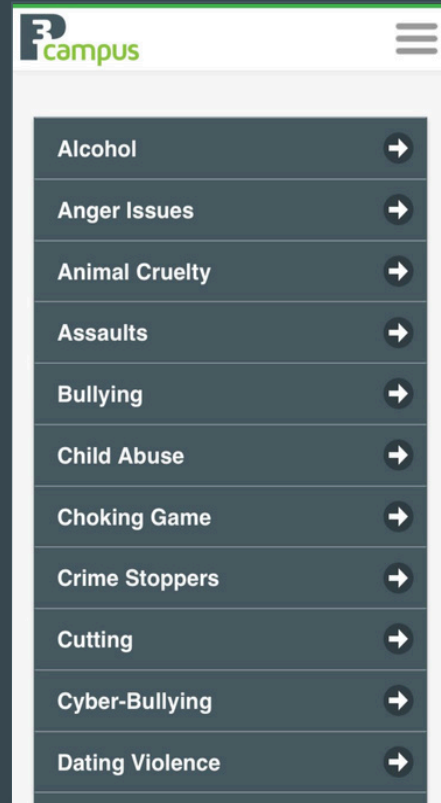 P3
campus
Alcohol
Anger Issues
Animal Cruelty
Assaults
Bullying
Child Abuse
Choking Game
Crime Stoppers
Cutting
Cyber-Bullying
Dating Violence